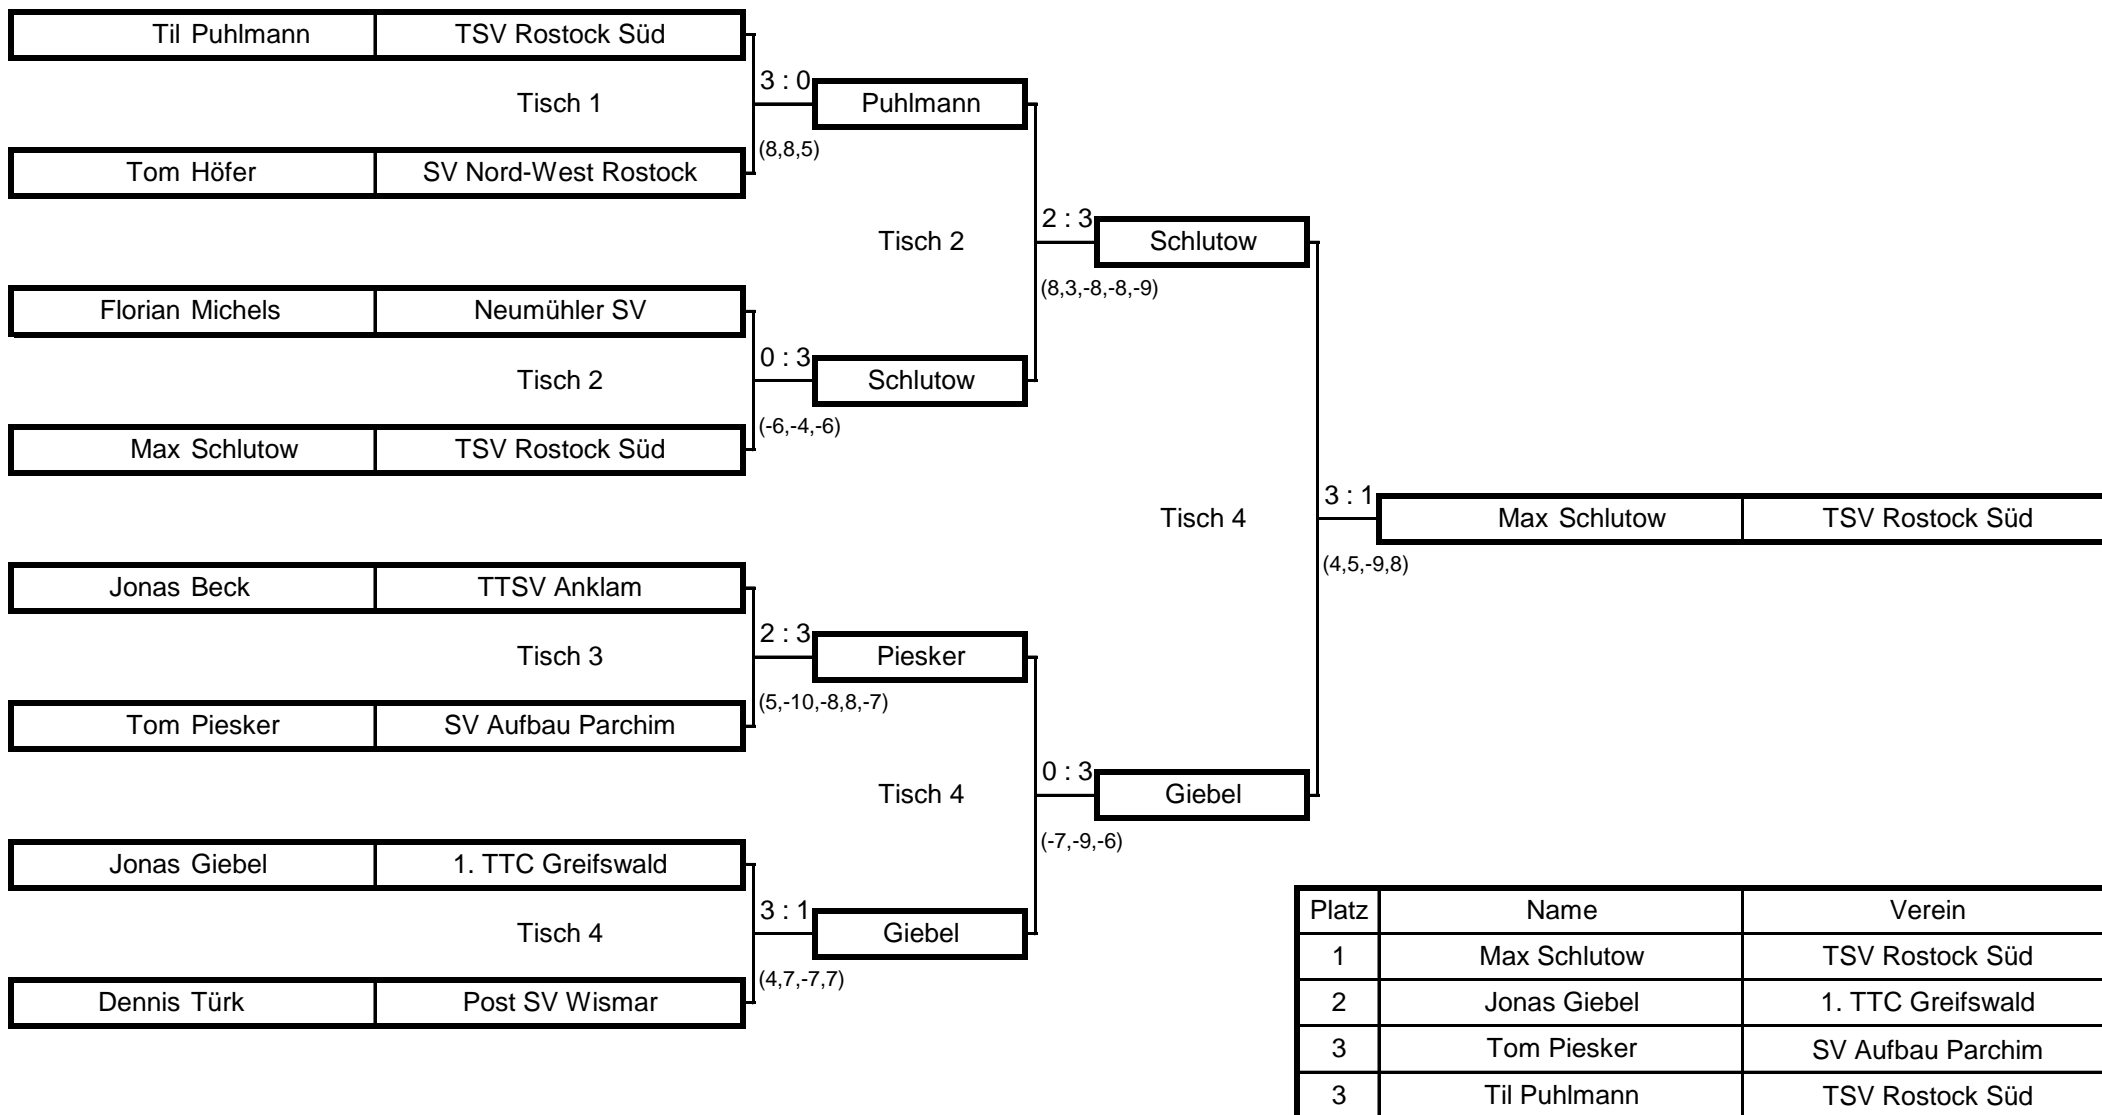 Til Puhlmann TSV Rostock Süd
3 : 0
Tisch 1 Puhlmann
(8,8,5)
Tom Höfer SV Nord-West Rostock
2 : 3
Tisch 2 Schlutow
(8,3,-8,-8,-9)
Florian Michels Neumühler SV
0 : 3
Tisch 2 Schlutow
(-6,-4,-6)
Max Schlutow TSV Rostock Süd
3 : 1
Tisch 4 Max Schlutow TSV Rostock Süd
(4,5,-9,8)
Jonas Beck TTSV Anklam
2 : 3
Tisch 3 Piesker
(5,-10,-8,8,-7)
Tom Piesker SV Aufbau Parchim
0 : 3
Tisch 4 Giebel
(-7,-9,-6)
Jonas Giebel 1. TTC Greifswald
3 : 1
Tisch 4 Giebel
(4,7,-7,7)
Dennis Türk Post SV Wismar
Platz Name Verein
1 Max Schlutow TSV Rostock Süd
2 Jonas Giebel 1. TTC Greifswald
3 Tom Piesker SV Aufbau Parchim
3 Til Puhlmann TSV Rostock Süd